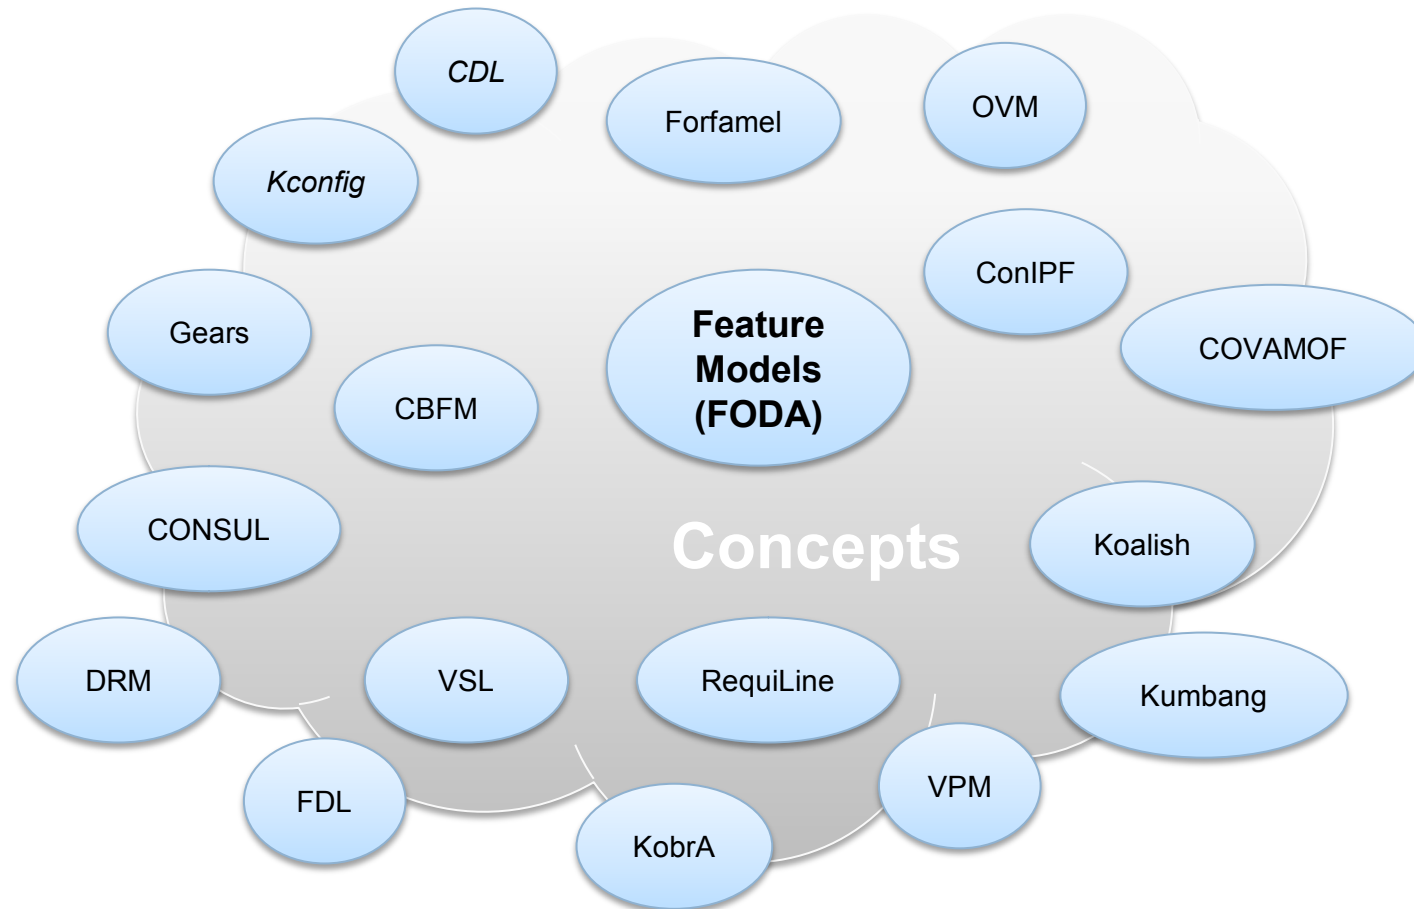 CDL
Forfamel
OVM
Kconfig
ConIPF
Gears
Feature
Models
(FODA)
COVAMOF
CBFM
CONSUL
Concepts
Koalish
DRM
VSL
RequiLine
Kumbang
FDL
VPM
KobrA